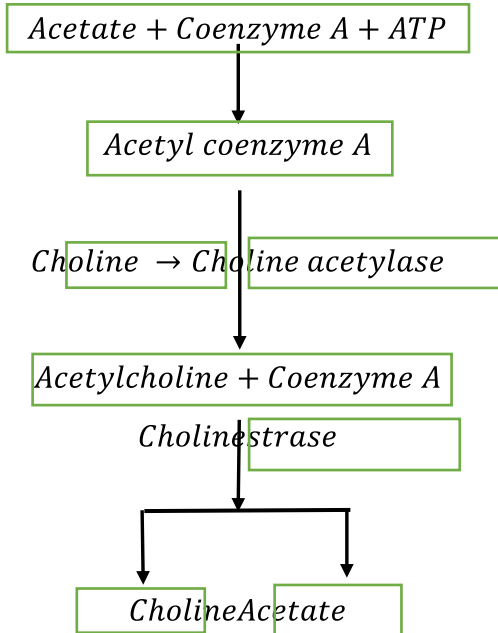 Acetate + Coenzyme A + ATP
Acetyl coenzyme A
Choline → Choline acetylase
Acetylcholine + Coenzyme A
Cholinestrase
CholineAcetate